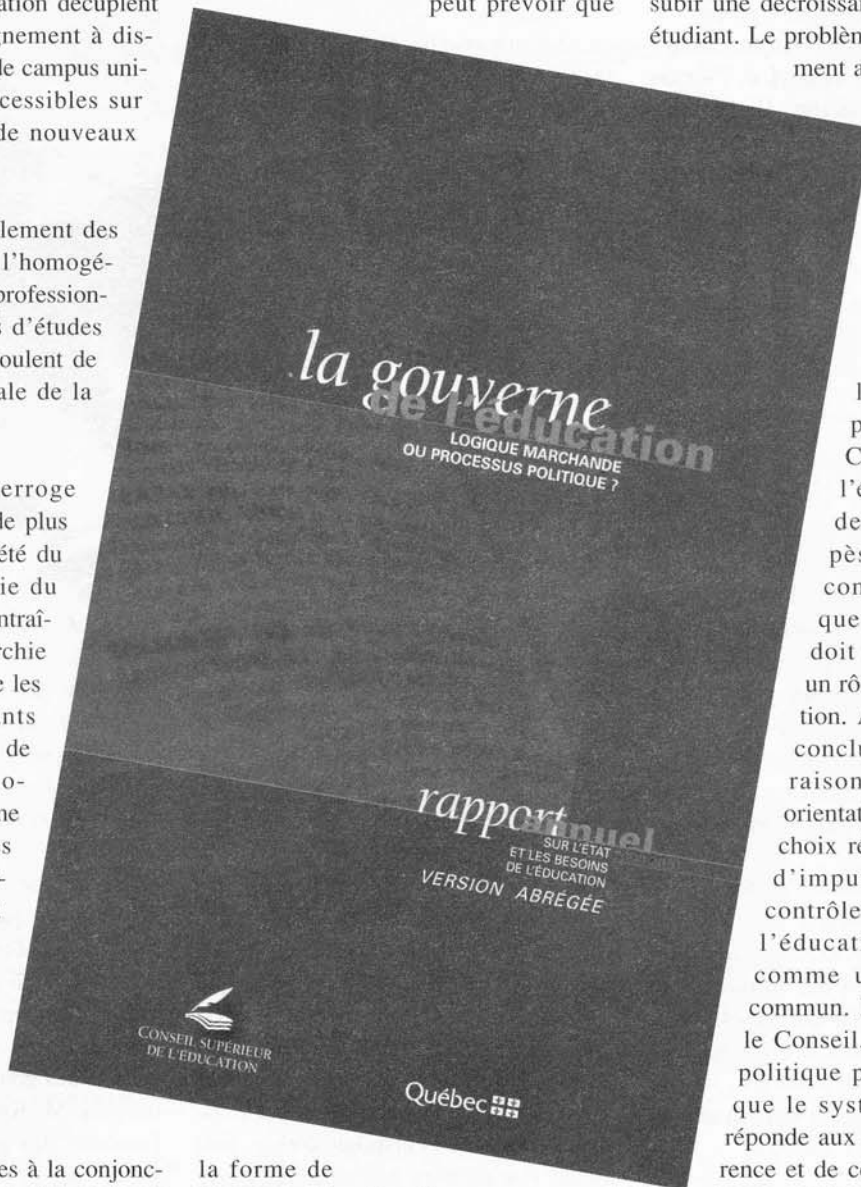 ation décuplent
gnement à dis-
de campus uni-
cessibles sur
de nouveaux
lement des
l'homogé-
profession-
s d'études
oulent de
ale de la
erroge
de plus
été du
ie du
ntraî-
rchie
e les
nts
de
o-
ne
s
-
es à la conjonc-
peut prévoir que
la forme de
la gouverne
de l'éducation
LOGIQUE MARCHANDE
OU PROCESSUS POLITIQUE ?
rapport
annuel
SUR L'ÉTAT
ET LES BESOINS
DE L'ÉDUCATION
VERSION ABRÉGÉE
CONSEIL SUPÉRIEUR
DE L'ÉDUCATION
Québec
subir une décroissan
étudiant. Le problèm
ment a
p
C
l'é
de
pès
con
que
doit
un rô
tion. A
conclu
raison
orientat
choix re
d'impu
contrôle
l'éducati
comme u
commun.
le Conseil.
politique p
que le syst
réponde aux
rence et de co